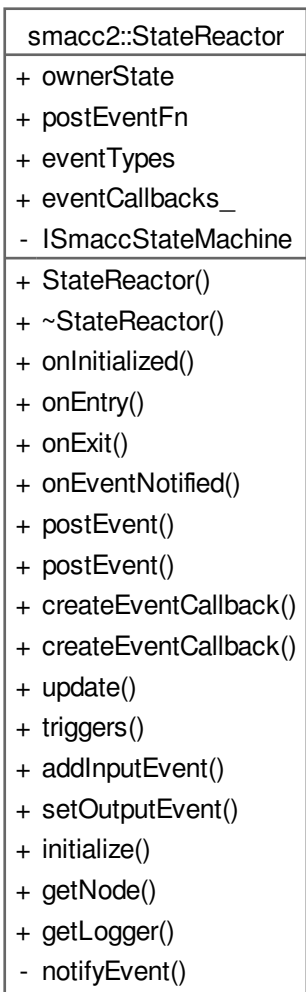 smacc2::StateReactor
+ ownerState
+ postEventFn
+ eventTypes
+ eventCallbacks_
- ISmaccStateMachine
+ StateReactor()
+ ~StateReactor()
+ onInitialized()
+ onEntry()
+ onExit()
+ onEventNotified()
+ postEvent()
+ postEvent()
+ createEventCallback()
+ createEventCallback()
+ update()
+ triggers()
+ addInputEvent()
+ setOutputEvent()
+ initialize()
+ getNode()
+ getLogger()
- notifyEvent()